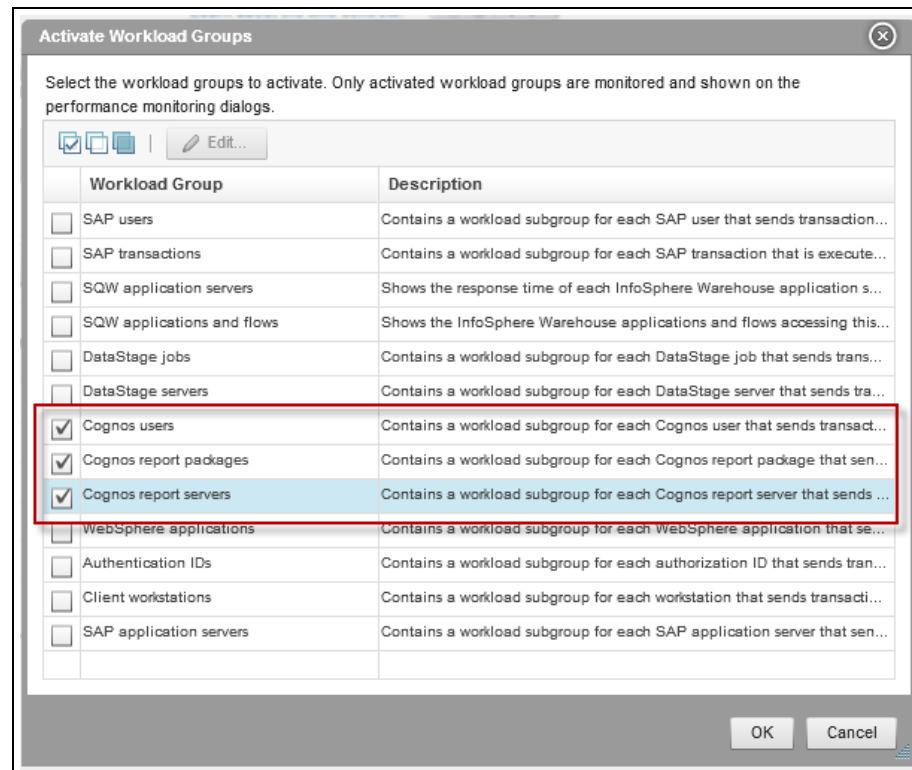 Activate Workload Groups
Select the workload groups to activate. Only activated workload groups are monitored and shown on the
performance monitoring dialogs.
Edit...
Workload Group Description
SAP users Contains a workload subgroup for each SAP user that sends transaction...
SAP transactions Contains a workload subgroup for each SAP transaction that is execute...
SQW application servers Shows the response time of each InfoSphere Warehouse application s...
SQW applications and flows Shows the InfoSphere Warehouse applications and flows accessing this...
DataStage jobs Contains a workload subgroup for each DataStage job that sends trans...
DataStage servers Contains a workload subgroup for each DataStage server that sends tra...
Cognos users Contains a workload subgroup for each Cognos user that sends transact...
Cognos report packages Contains a workload subgroup for each Cognos report package that sen...
Cognos report servers Contains a workload subgroup for each Cognos report server that sends ...
WebSphere applications Contains a workload subgroup for each WebSphere application that se...
Authentication IDs Contains a workload subgroup for each authorization ID that sends tran...
Client workstations Contains a workload subgroup for each workstation that sends transacti...
SAP application servers Contains a workload subgroup for each SAP application server that sen...
OK Cancel